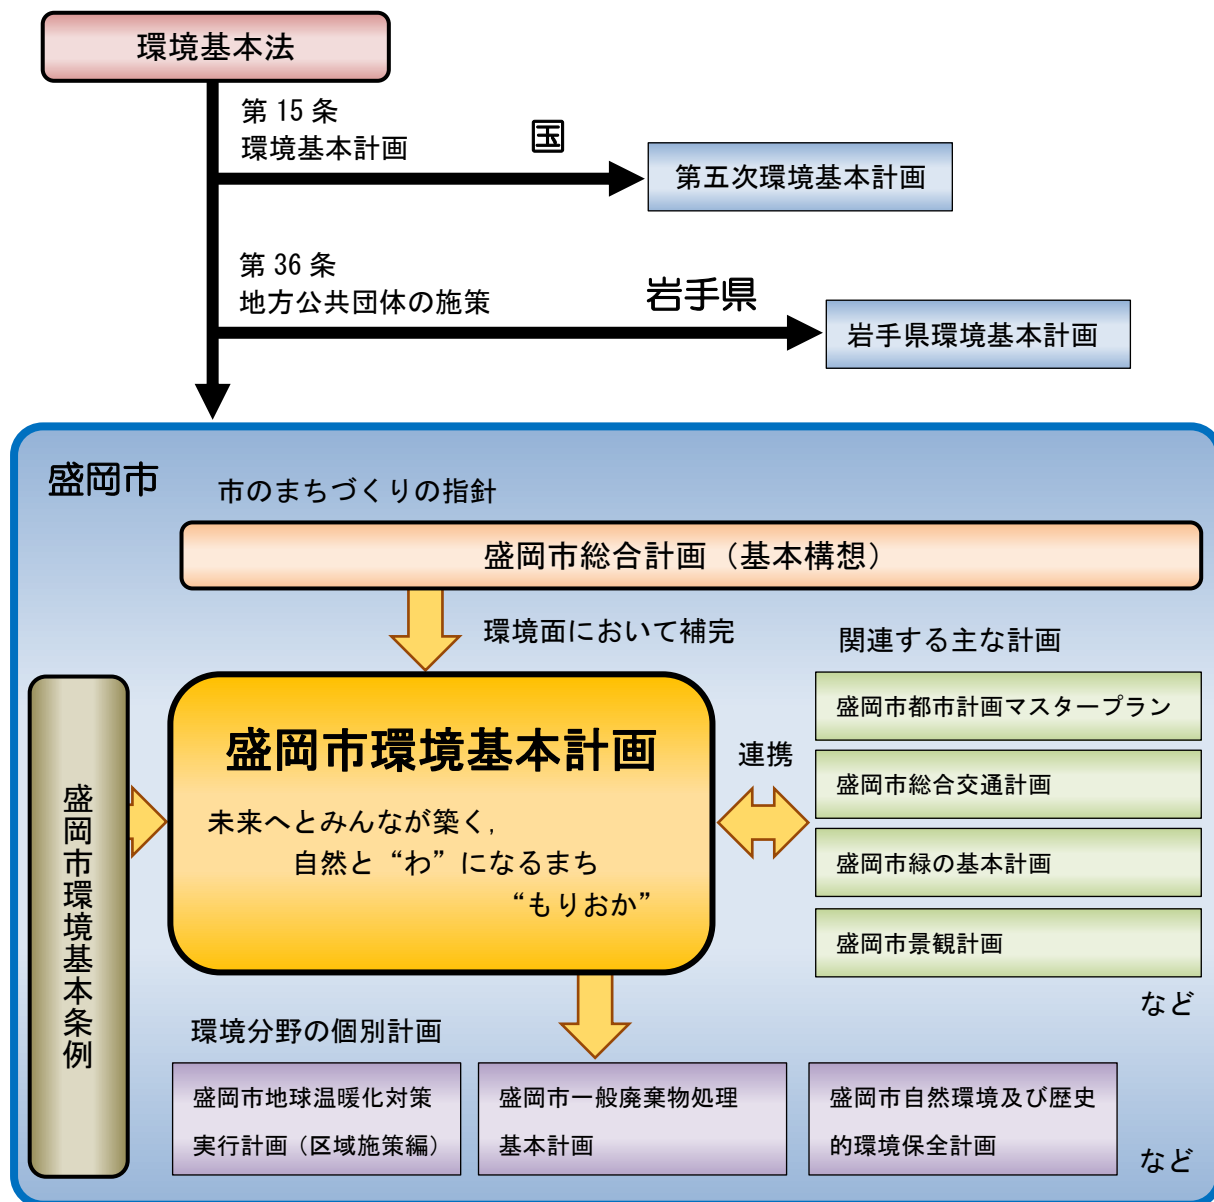 環境基本法
第 15 条
環境基本計画
国
第五次環境基本計画
第 36 条
地方公共団体の施策
岩手県
岩手県環境基本計画
盛岡市
市のまちづくりの指針
盛岡市総合計画（基本構想）
環境面において補完
関連する主な計画
盛岡市環境基本条例
盛岡市環境基本計画
未来へとみんなが築く,
自然と“わ”になるまち
“もりおか”
連携
盛岡市都市計画マスタープラン
盛岡市総合交通計画
盛岡市緑の基本計画
盛岡市景観計画
など
環境分野の個別計画
盛岡市地球温暖化対策
実行計画（区域施策編）
盛岡市一般廃棄物処理
基本計画
盛岡市自然環境及び歴史
的環境保全計画
など